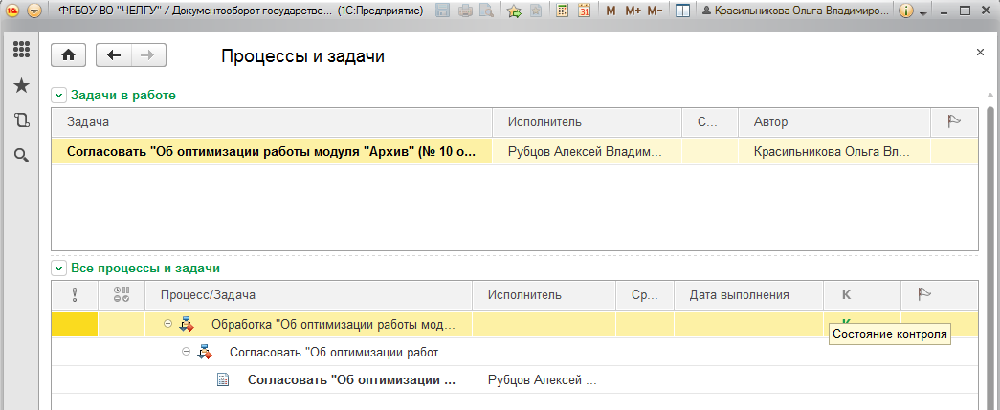 ФГБОУ ВО "ЧЕЛГУ" / Документооборот государстве... (1С:Предприятие) M M+ M- Красильникова Ольга Владимиро...
Процессы и задачи
Задачи в работе
Задача Исполнитель С... Автор
Согласовать "Об оптимизации работы модуля "Архив" (№ 10 о... Рубцов Алексей Владим... Красильникова Ольга Вл...
Все процессы и задачи
Процесс/Задача Исполнитель Ср... Дата выполнения К
Обработка "Об оптимизации работы мод... К
Состояние контроля
Согласовать "Об оптимизации работ...
Согласовать "Об оптимизации ... Рубцов Алексей ...